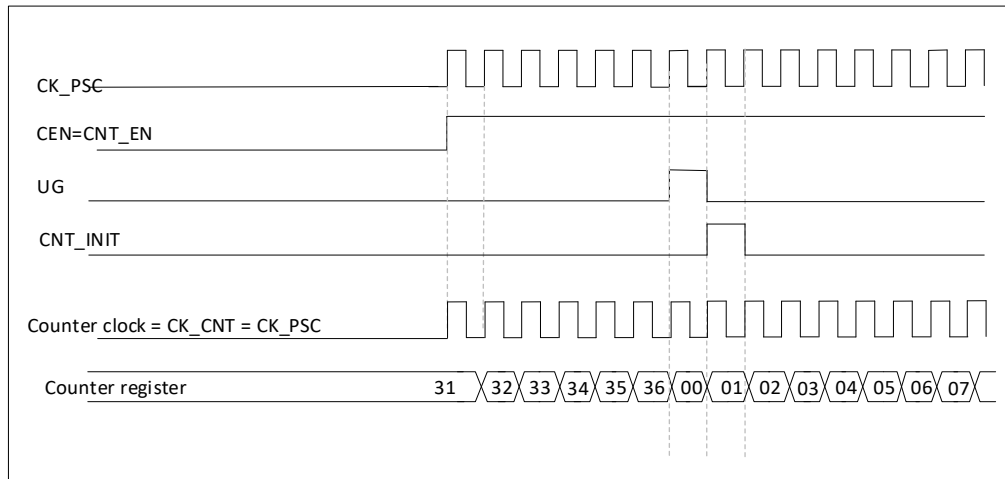 CK_PSC
CEN=CNT_EN
UG
CNT_INIT
Counter clock = CK_CNT = CK_PSC
Counter register 31 32 33 34 35 36 00 01 02 03 04 05 06 07